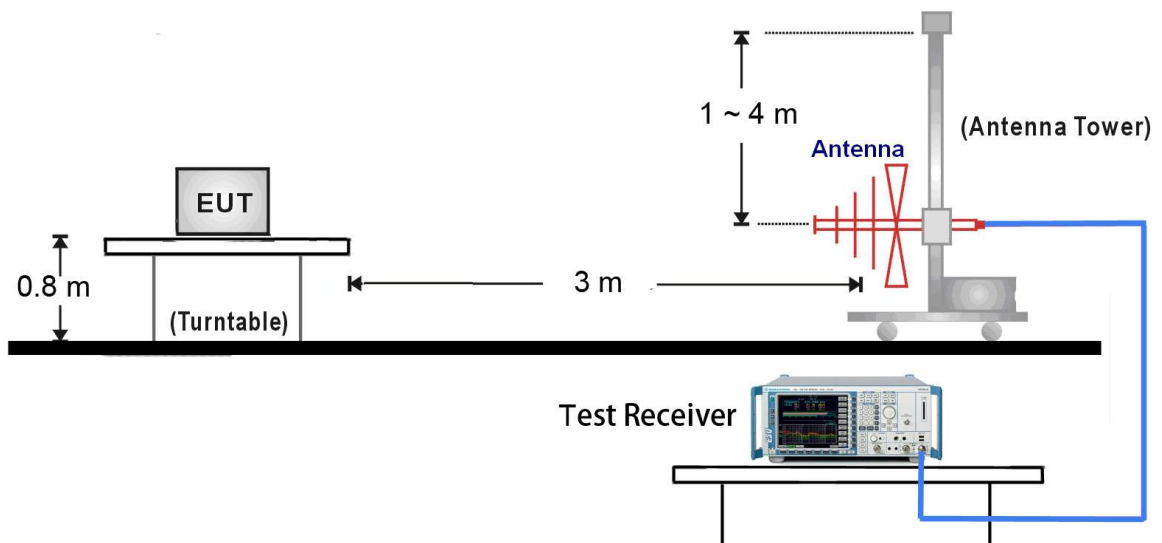 1 ~ 4 m
(Antenna Tower)
Antenna
EUT
0.8 m
3 m
(Turntable)
Test Receiver